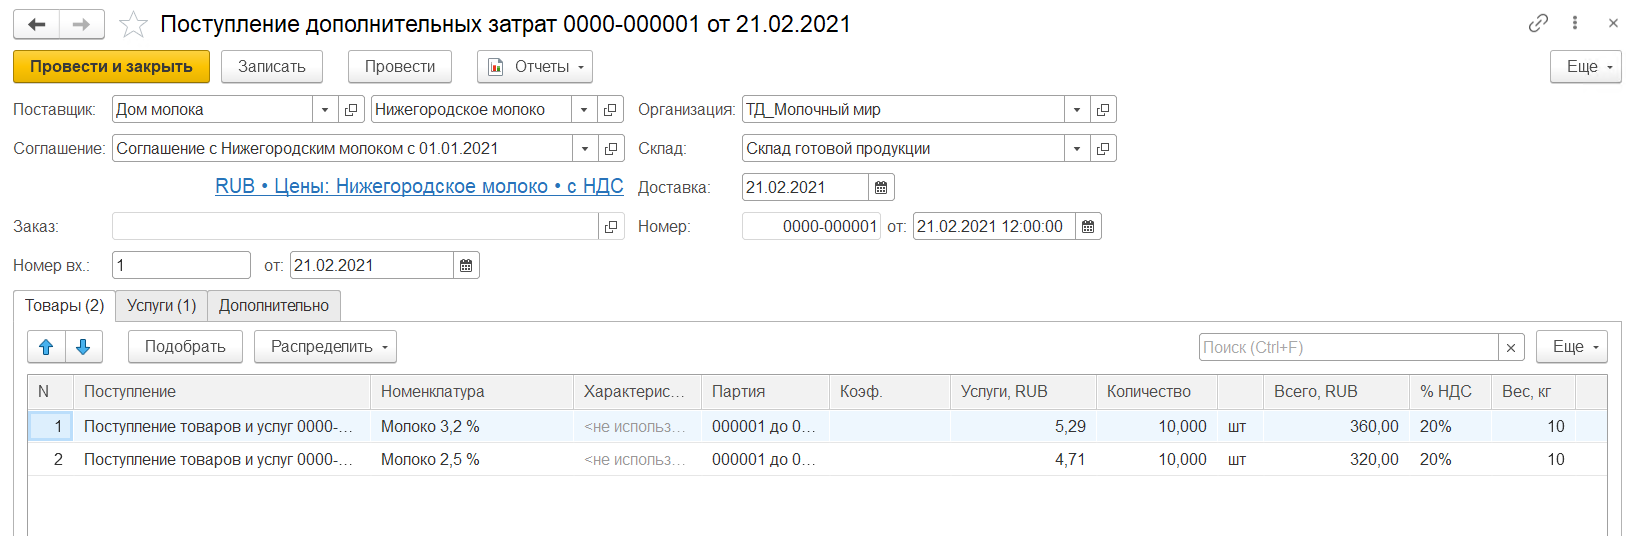 Поступление дополнительных затрат 0000-000001 от 21.02.2021
Провести и закрыть Записать Провести Отчеты Еще
Поставщик: Дом молока Нижегородское молоко Организация: ТД_Молочный мир
Соглашение: Соглашение с Нижегородским молоком с 01.01.2021 Склад: Склад готовой продукции
RUB • Цены: Нижегородское молоко • с НДС Доставка: 21.02.2021
Заказ: Номер: 0000-000001 от: 21.02.2021 12:00:00
Номер вх.: 1 от: 21.02.2021
Товары (2) Услуги (1) Дополнительно
Подобрать Распределить Поиск (Ctrl+F) Еще
N Поступление Номенклатура Характерис... Партия Коэф. Услуги, RUB Количество Всего, RUB % НДС Вес, кг
1 Поступление товаров и услуг 0000-... Молоко 3,2 % <не использ... 000001 до 0... 5,29 10,000 шт 360,00 20% 10
2 Поступление товаров и услуг 0000-... Молоко 2,5 % <не использ... 000001 до 0... 4,71 10,000 шт 320,00 20% 10